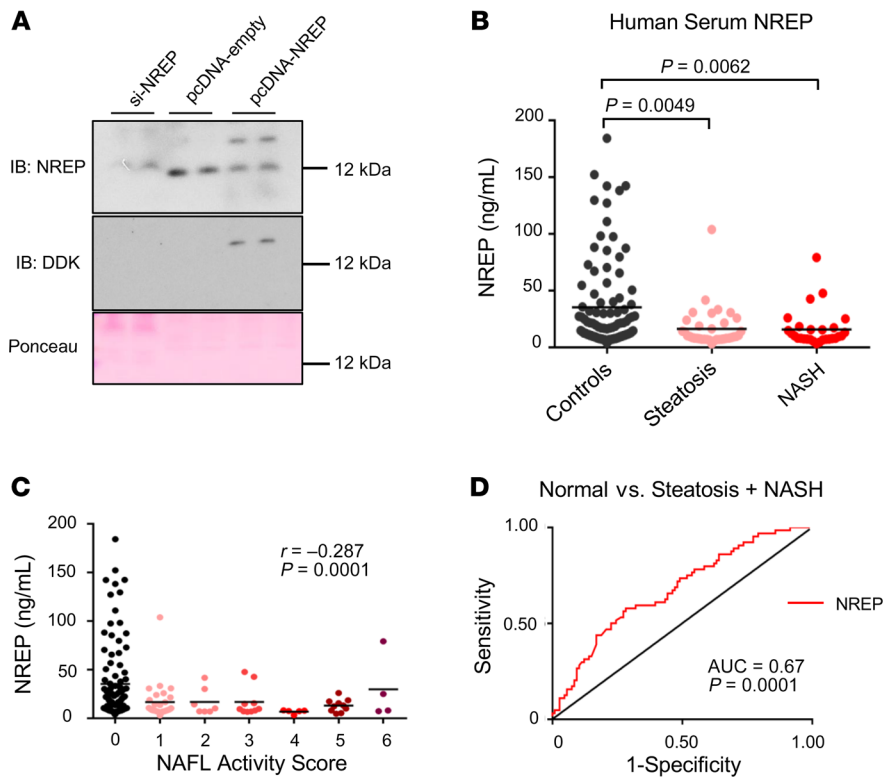 A
si-NREP
pcDNA-empty
pcDNA-NREP
IB: NREP
12 kDa
IB: DDK
12 kDa
Ponceau
12 kDa
B
Human Serum NREP
P = 0.0062
P = 0.0049
NREP (ng/mL)
200
150
100
50
0
Controls
Steatosis
NASH
C
NREP (ng/mL)
200
150
100
50
0
r = –0.287
P = 0.0001
0 1 2 3 4 5 6
NAFL Activity Score
D
Normal vs. Steatosis + NASH
Sensitivity
1.00
0.50
0
NREP
AUC = 0.67
P = 0.0001
0 0.50 1.00
1-Specificity